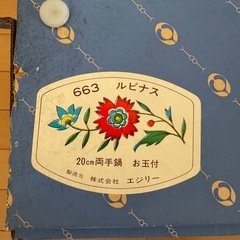 663 ルピナス
20cm両手鍋 お玉付
製造元 株式会社 エジリー